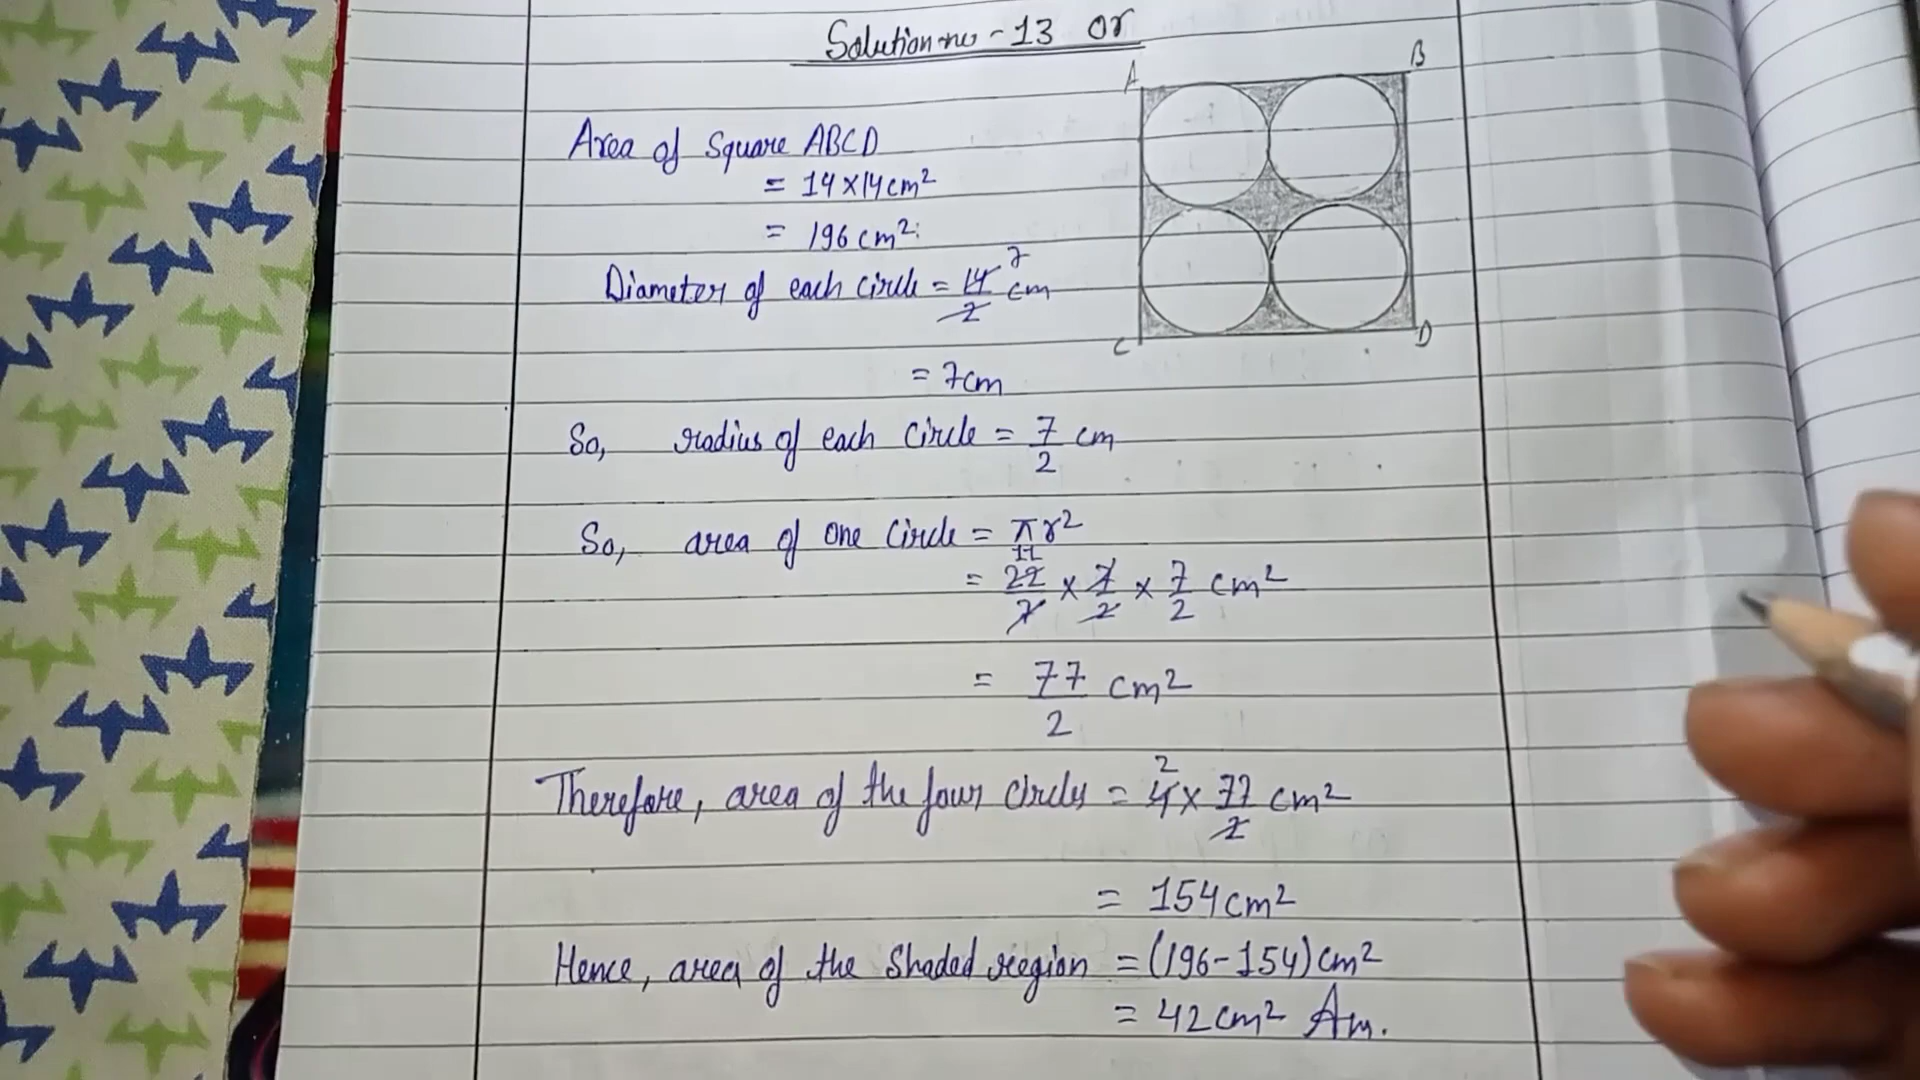 Solution no - 13 or
A
B
Area of Square ABCD
= 14 x 14 cm²
= 196 cm²
Diameter of each circle = 14/2 7 cm
C
D
= 7cm
So, radius of each Circle = 7/2 cm
So, area of one Circle = πr²
11
= 22/7 x 7/2 x 7/2 cm²
= 77/2 cm²
2
Therefore, area of the four circles = 4 x 77/2 cm²
= 154 cm²
Hence, area of the Shaded region = (196-154) cm²
= 42 cm² Ans.